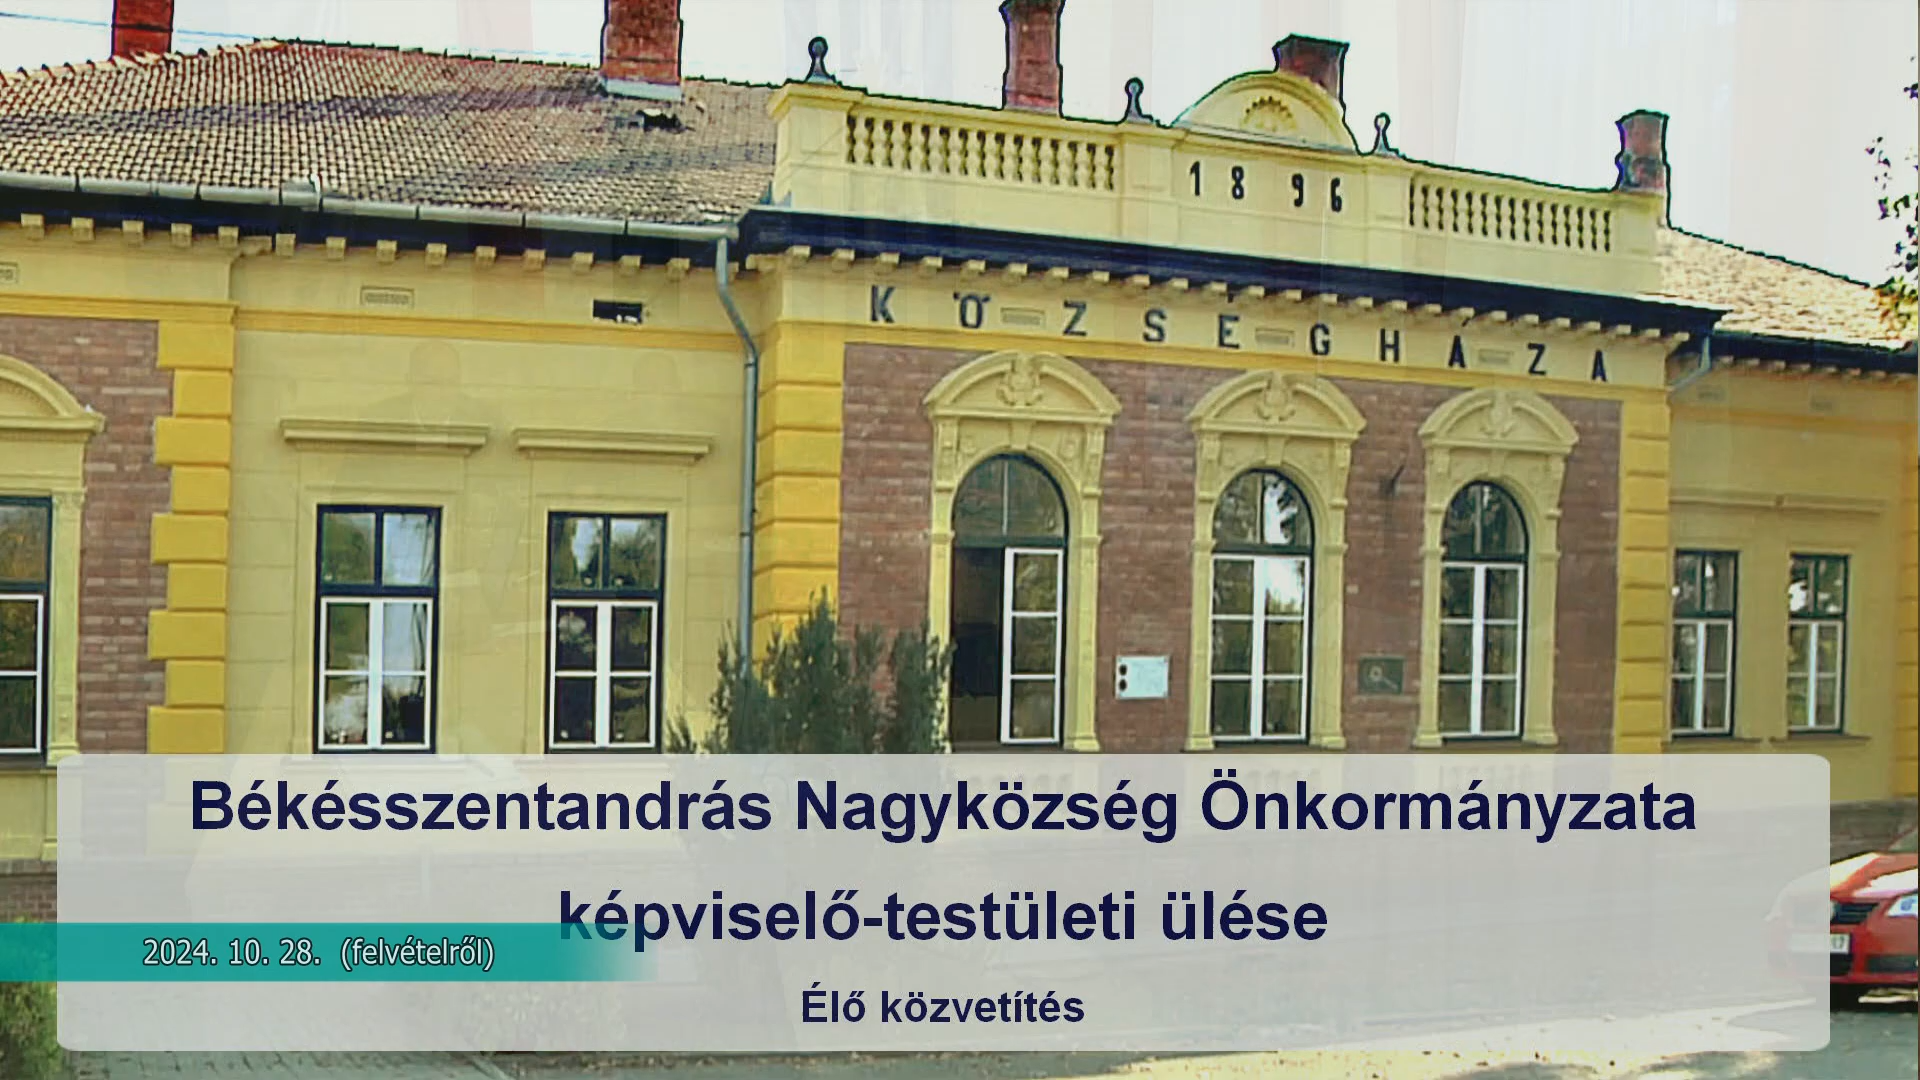 1896
KÖZSÉGHÁZA
Békésszentandrás Nagyközség Önkormányzata
képviselő-testületi ülése
2024. 10. 28. (felvételről)
Élő közvetítés